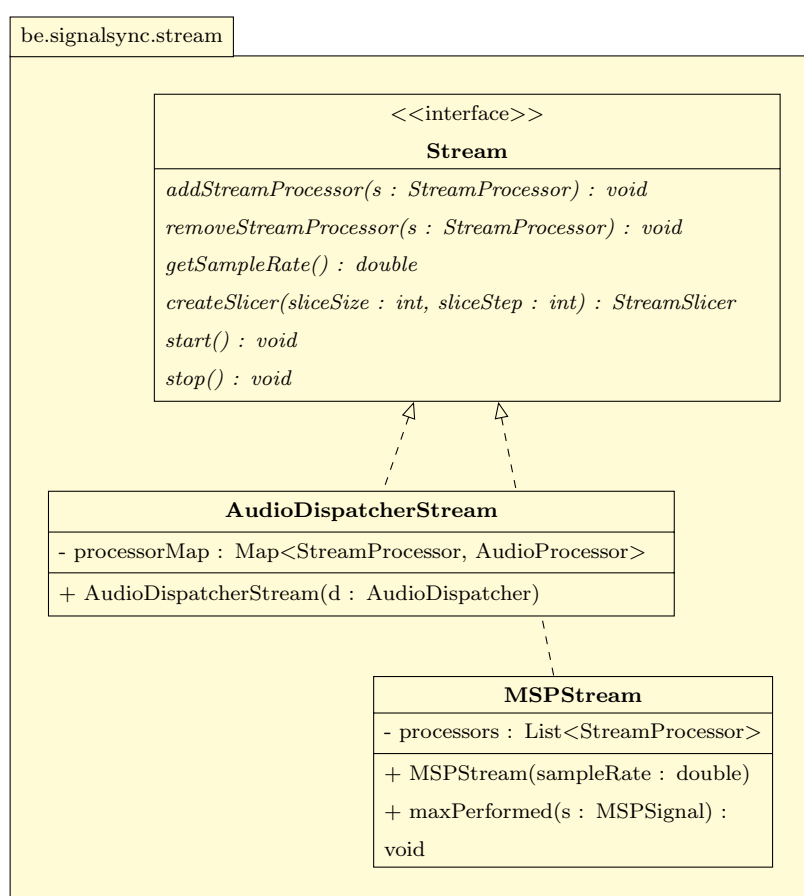 be.signalsync.stream
<<interface>>
Stream
addStreamProcessor(s : StreamProcessor) : void
removeStreamProcessor(s : StreamProcessor) : void
getSampleRate() : double
createSlicer(sliceSize : int, sliceStep : int) : StreamSlicer
start() : void
stop() : void
AudioDispatcherStream
- processorMap : Map<StreamProcessor, AudioProcessor>
+ AudioDispatcherStream(d : AudioDispatcher)
MSPStream
- processors : List<StreamProcessor>
+ MSPStream(sampleRate : double)
+ maxPerformed(s : MSPSignal) :
void